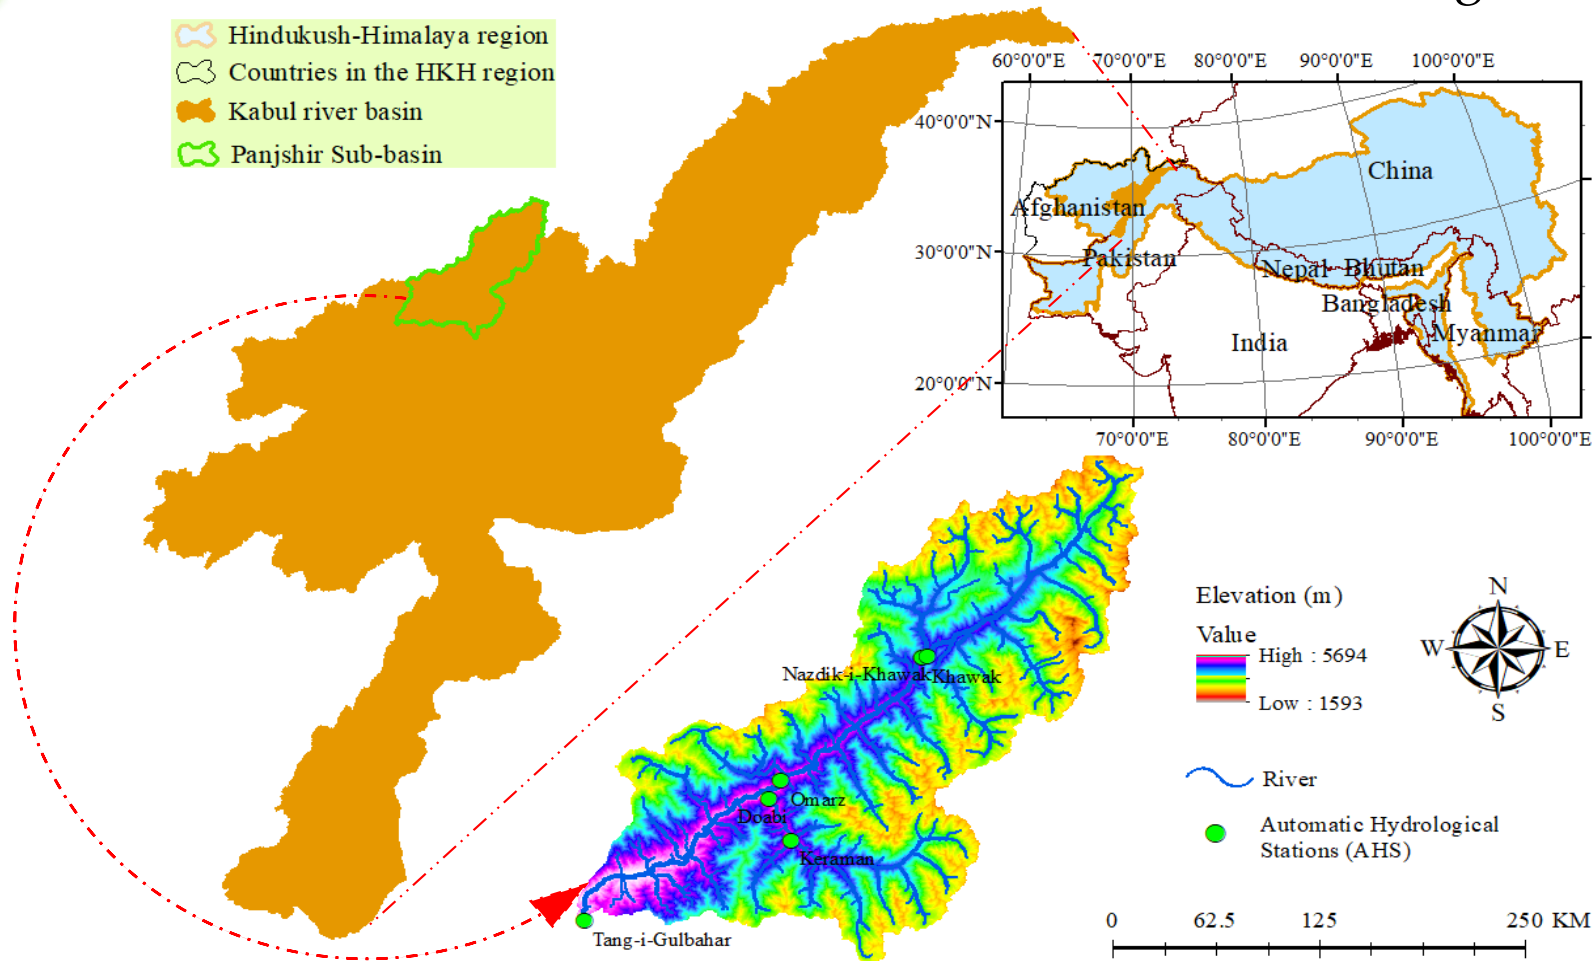 g
Hindukush-Himalaya region
Countries in the HKH region
Kabul river basin
Panjshir Sub-basin
60°0'0"E 70°0'0"E 80°0'0"E 90°0'0"E 100°0'0"E
40°0'0"N
30°0'0"N
20°0'0"N
China
Afghanistan
Pakistan
Nepal Bhutan
Bangladesh
Myanmar
India
70°0'0"E 80°0'0"E 90°0'0"E 100°0'0"E
Nazdik-i-Khawak Khawak
Omarz
Doabi
Keraman
Tang-i-Gulbahar
Elevation (m)
Value
High : 5694
Low : 1593
N
W E
S
River
Automatic Hydrological
Stations (AHS)
0 62.5 125 250 KM